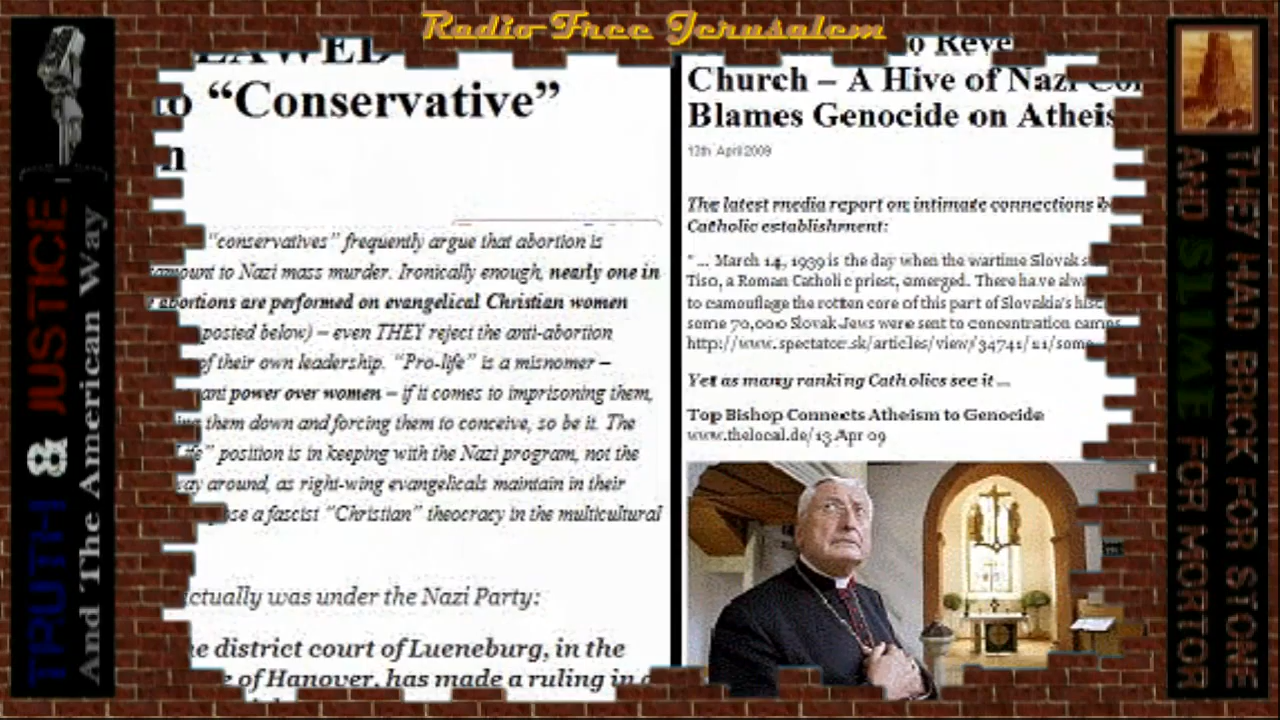 Radio Free Jerusalem
TRUTH & JUSTICE
And The American Way
LAWED
"Conservative"
"conservatives" frequently argue that abortion is
to Nazi mass murder. Ironically enough, nearly one in
abortions are performed on evangelical Christian women
posted below) – even THEY reject the anti-abortion
of their own leadership. "Pro-life" is a misnomer –
power over women – if it comes to imprisoning them,
them down and forcing them to conceive, so be it. The
position is in keeping with the Nazi program, not the
around, as right-wing evangelicals maintain in their
a fascist "Christian" theocracy in the multicultural
actually was under the Nazi Party:
district court of Lueneburg, in the
of Hanover, has made a ruling in
Church – A Hive of Nazi
Blames Genocide on
13th April 2009
The latest media report on intimate connections
Catholic establishment:
" ... March 14, 1939 is the day when the wartime Slovak
Tiso, a Roman Catholic priest, emerged. There have
to camouflage the rotten core of this part of Slovakia's
some 70,000 Slovak Jews were sent to concentration camps
http://www.spectator.sk/articles/view/34741/11/some
Yet as many ranking Catholics see it ...
Top Bishop Connects Atheism to Genocide
www.thelocal.de/13 Apr 09
THEY HAD BRICK FOR STONE
AND SLIME FOR MORTOR